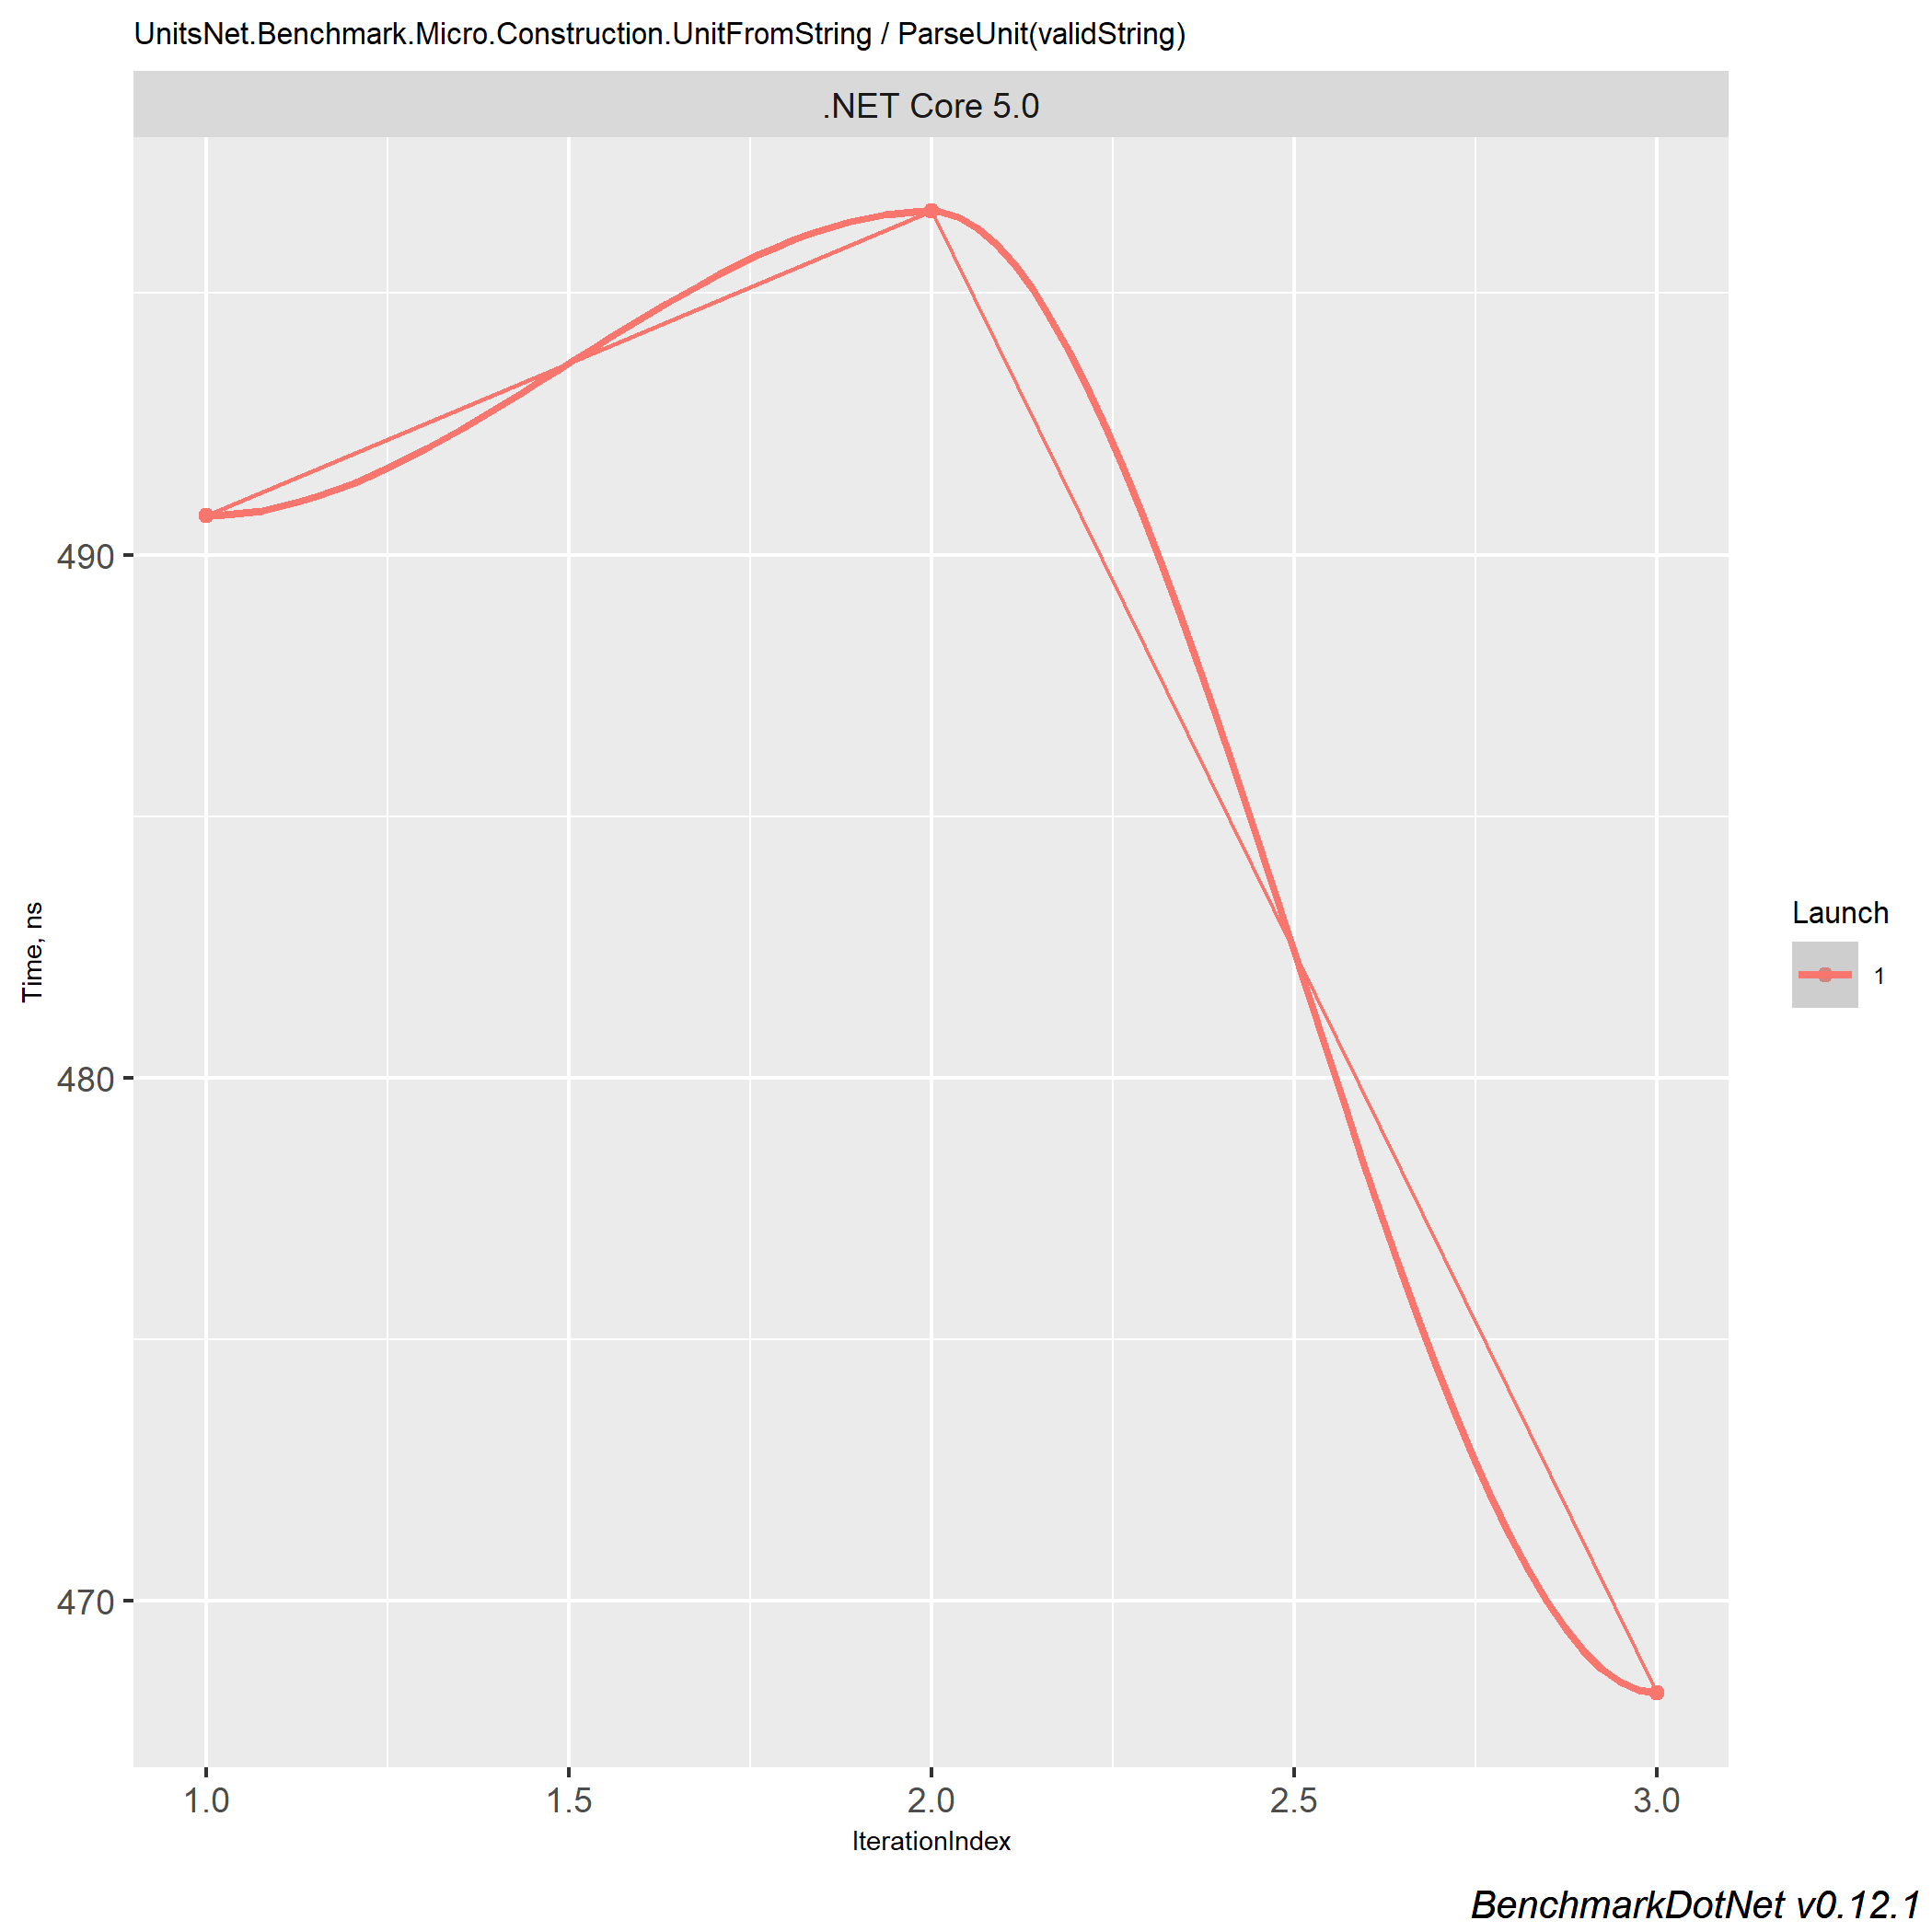 UnitsNet.Benchmark.Micro.Construction.UnitFromString / ParseUnit(validString)
.NET Core 5.0
490
480
470
Time, ns
1.0 1.5 2.0 2.5 3.0
IterationIndex
Launch
1
BenchmarkDotNet v0.12.1